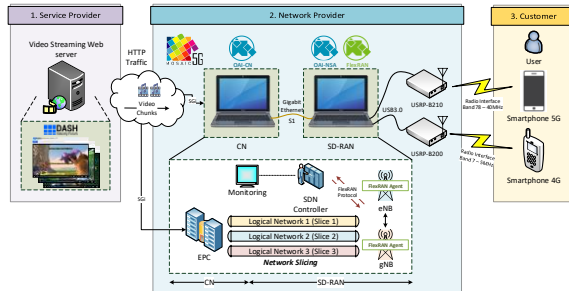 1. Service Provider
2. Network Provider
3. Customer
Video Streaming Web
server
HTTP
Traffic
Video
Chunks
DASH
MOSAIC
5G
OAI-CN
OAI-NSA
FlexRAN
SGi
Gigabit
Ethernet
S1
CN
SD-RAN
USB3.0
USRP-B210
USRP-B200
Radio Interface
Band 78 – 40MHz
Radio Interface
Band 7 – 5MHz
User
Smartphone 5G
Smartphone 4G
SGi
Monitoring
SDN
Controller
FlexRAN
Protocol
FlexRAN Agent
eNB
EPC
Logical Network 1 (Slice 1)
Logical Network 2 (Slice 2)
Logical Network 3 (Slice 3)
Network Slicing
FlexRAN Agent
gNB
CN
SD-RAN